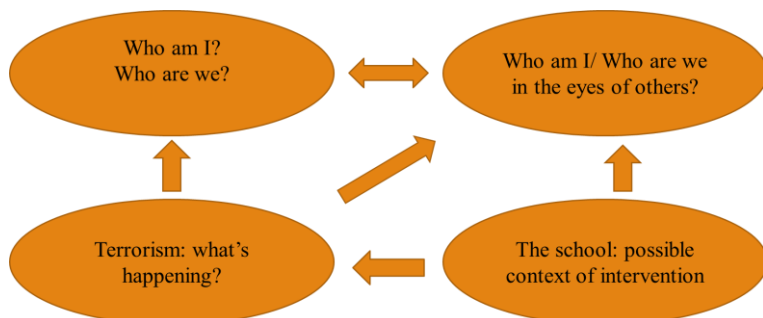 Who am I?
Who are we?
Who am I/ Who are we
in the eyes of others?
Terrorism: what’s
happening?
The school: possible
context of intervention